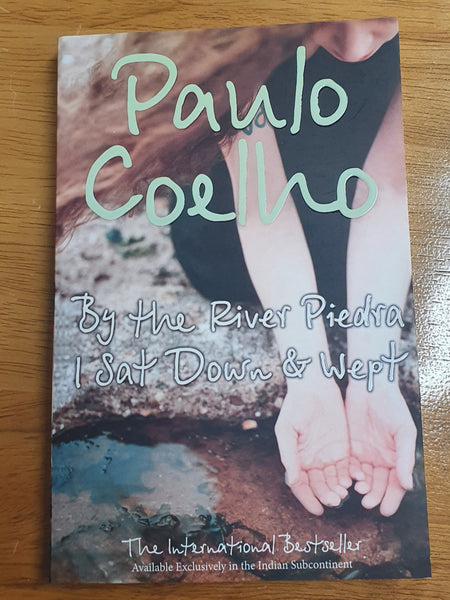 Paulo
Coelho
By the River Piedra
I Sat Down & Wept
The International Bestseller
Available Exclusively in the Indian Subcontinent